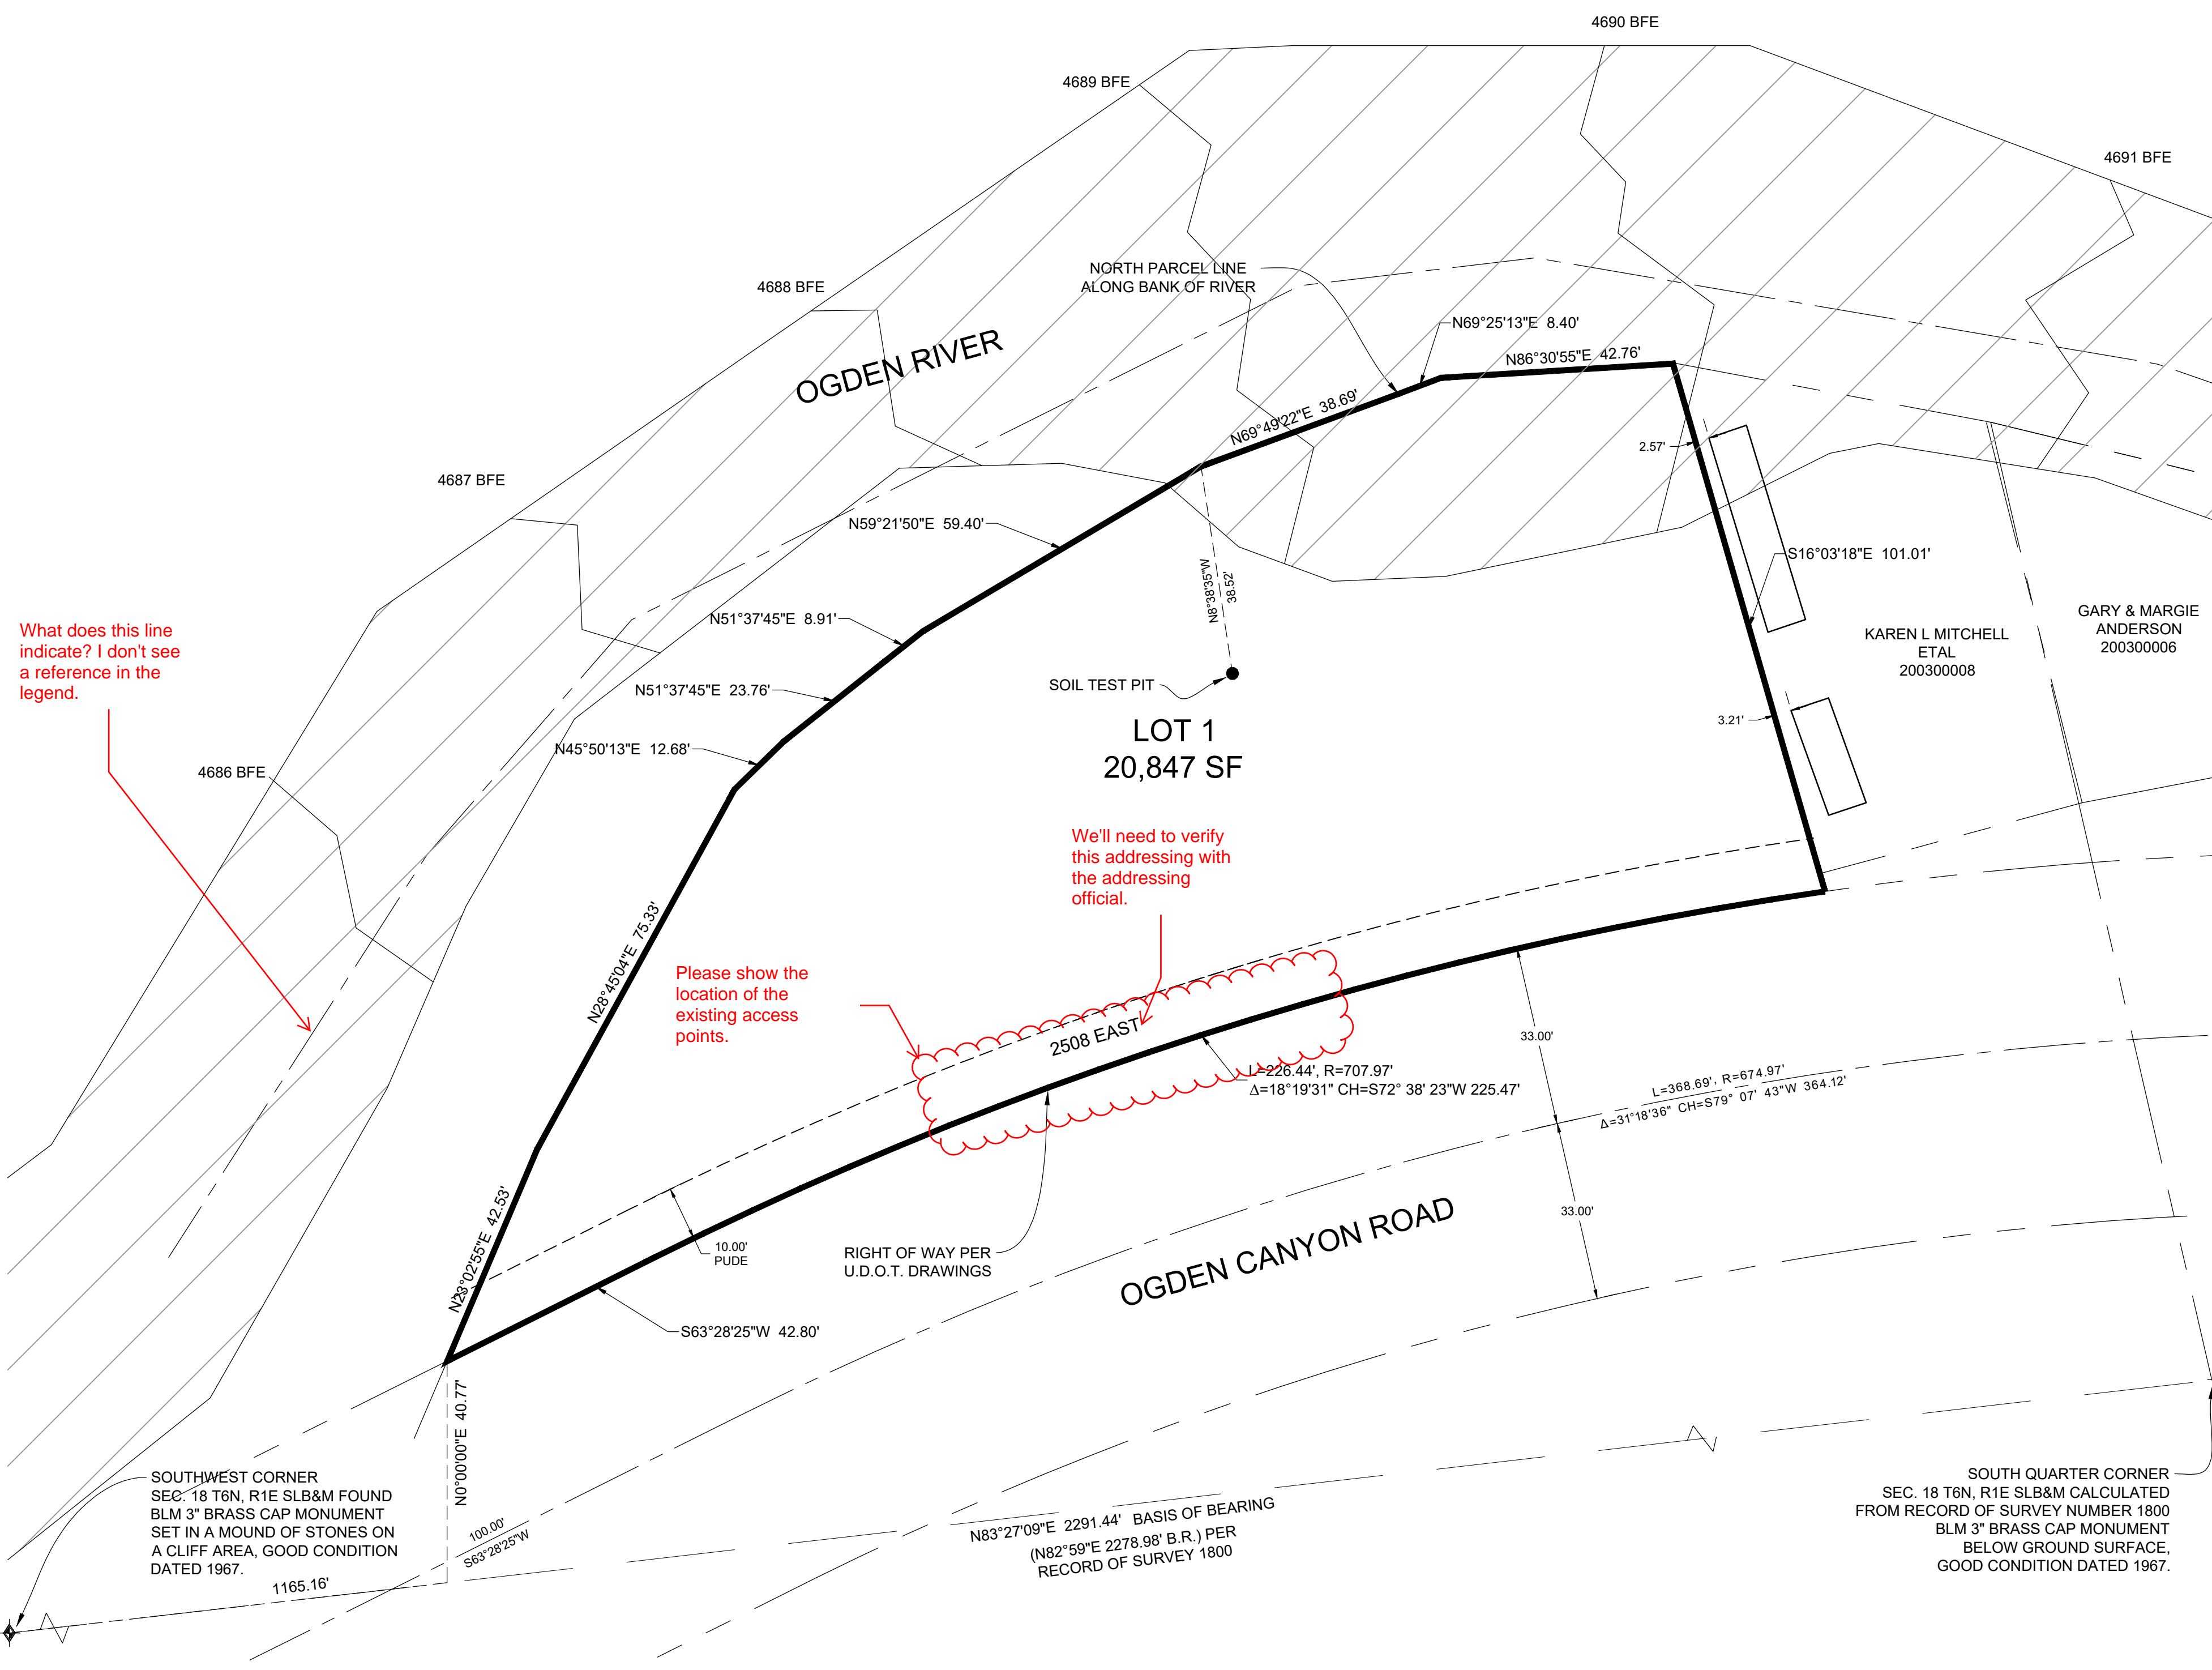 4690 BFE
4689 BFE
4691 BFE
NORTH PARCEL LINE
ALONG BANK OF RIVER
4688 BFE
N69°25'13"E 8.40'
OGDEN RIVER
N86°30'55"E 42.76'
N69°49'22"E 38.69'
2.57'
4687 BFE
N59°21'50"E 59.40'
S16°03'18"E 101.01'
N8°38'35"W
38.52'
What does this line
indicate? I don't see
a reference in the
legend.
N51°37'45"E 8.91'
GARY & MARGIE
ANDERSON
200300006
KAREN L MITCHELL
ETAL
200300008
SOIL TEST PIT
N51°37'45"E 23.76'
LOT 1
20,847 SF
3.21'
N45°50'13"E 12.68'
4686 BFE
We'll need to verify
this addressing with
the addressing
official.
N28°45'04"E 75.33'
Please show the
location of the
existing access
points.
2508 EAST
33.00'
L=226.44', R=707.97'
Δ=18°19'31" CH=S72° 38' 23"W 225.47'
L=368.69', R=674.97'
Δ=31°18'36" CH=S79° 07' 43"W 364.12'
N23°02'55"E 42.53'
33.00'
10.00'
PUDE
RIGHT OF WAY PER
U.D.O.T. DRAWINGS
OGDEN CANYON ROAD
S63°28'25"W 42.80'
N0°00'00"E 40.77'
SOUTHWEST CORNER
SEC. 18 T6N, R1E SLB&M FOUND
BLM 3" BRASS CAP MONUMENT
SET IN A MOUND OF STONES ON
A CLIFF AREA, GOOD CONDITION
DATED 1967.
100.00'
S63°28'25"W
N83°27'09"E 2291.44' BASIS OF BEARING
(N82°59"E 2278.98' B.R.) PER
RECORD OF SURVEY 1800
SOUTH QUARTER CORNER
SEC. 18 T6N, R1E SLB&M CALCULATED
FROM RECORD OF SURVEY NUMBER 1800
BLM 3" BRASS CAP MONUMENT
BELOW GROUND SURFACE,
GOOD CONDITION DATED 1967.
1165.16'